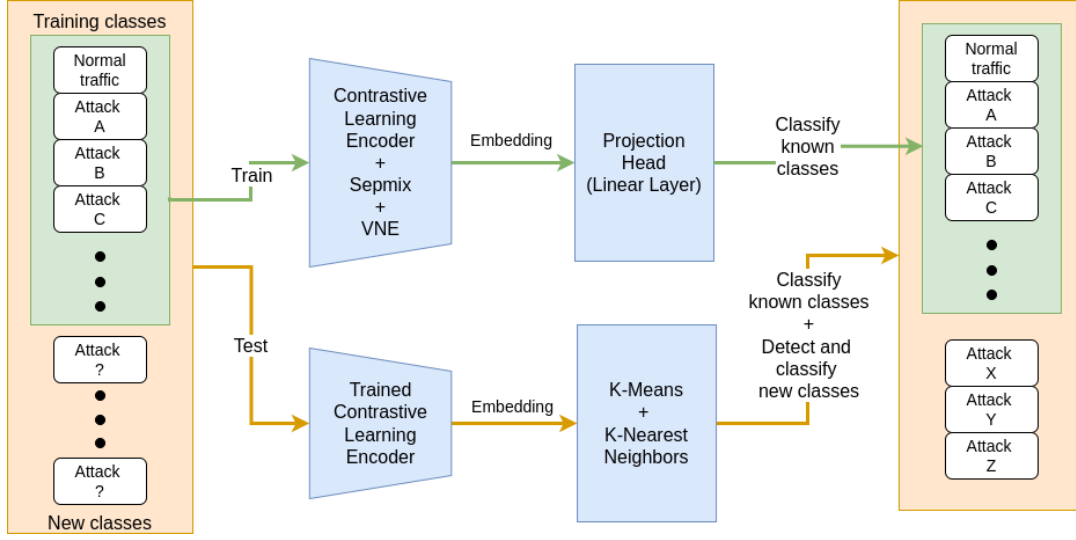 Training classes
Normal
traffic
Attack
A
Attack
B
Attack
C
Attack
?
Attack
?
New classes
Train
Test
Contrastive
Learning
Encoder
+
Sepmix
+
VNE
Embedding
Projection
Head
(Linear Layer)
Classify
known
classes
Trained
Contrastive
Learning
Encoder
Embedding
K-Means
+
K-Nearest
Neighbors
Classify
known classes
+
Detect and
classify
new classes
Normal
traffic
Attack
A
Attack
B
Attack
C
Attack
X
Attack
Y
Attack
Z